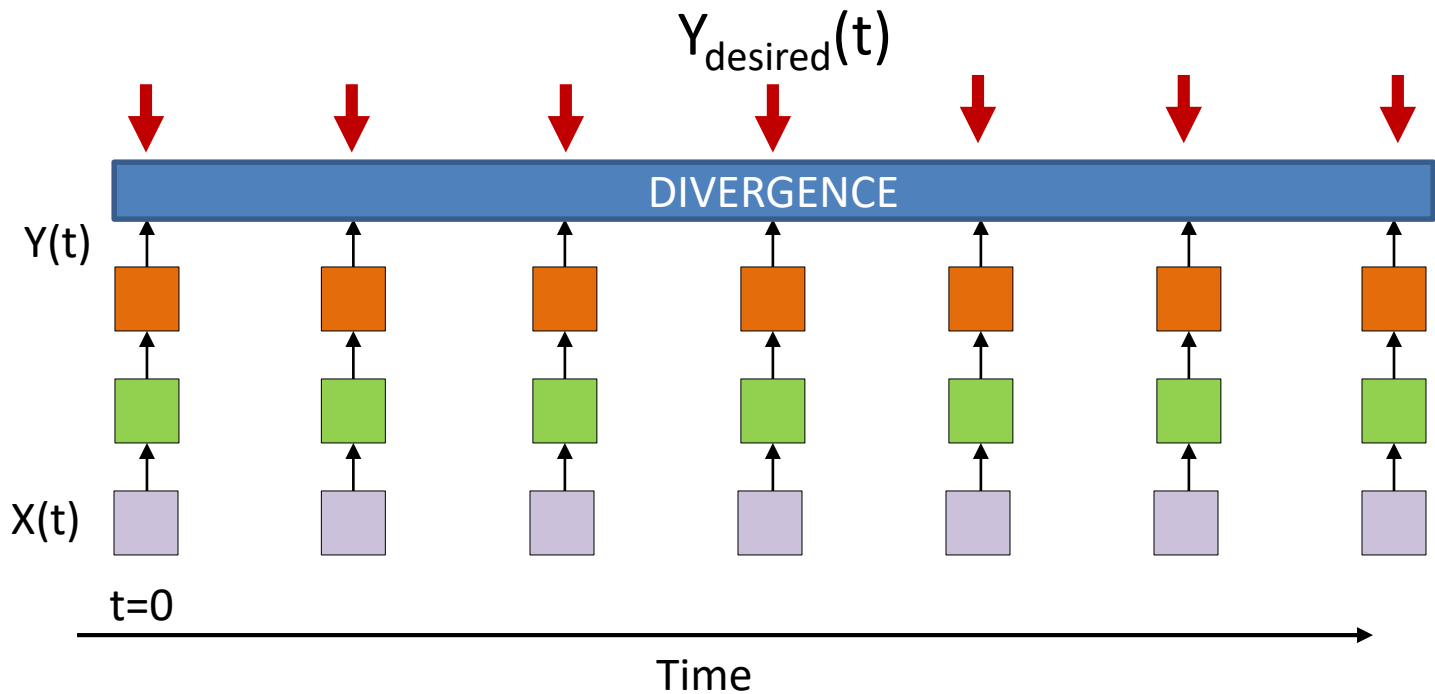 Y_desired(t)
DIVERGENCE
Y(t)
X(t)
t=0
Time